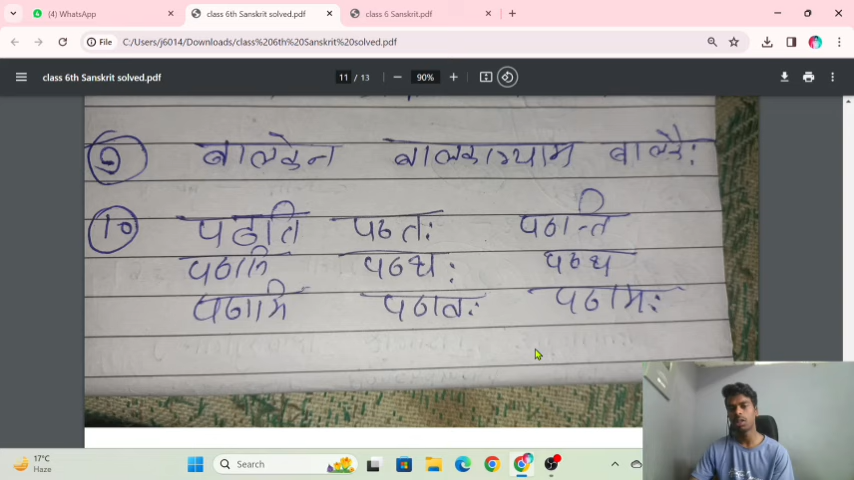 (4) WhatsApp
class 6th Sanskrit solved.pdf
class 6 Sanskrit.pdf
File C:/Users/j6014/Downloads/class%206th%20Sanskrit%20solved.pdf
class 6th Sanskrit solved.pdf 11 / 13 90%
बालकेन बालकाभ्याम बालकैः
१० पठति पठतः पठान्ति
पठसि पठथः पठथ
पठामि पठावः पठामः
17°C
Haze
Search